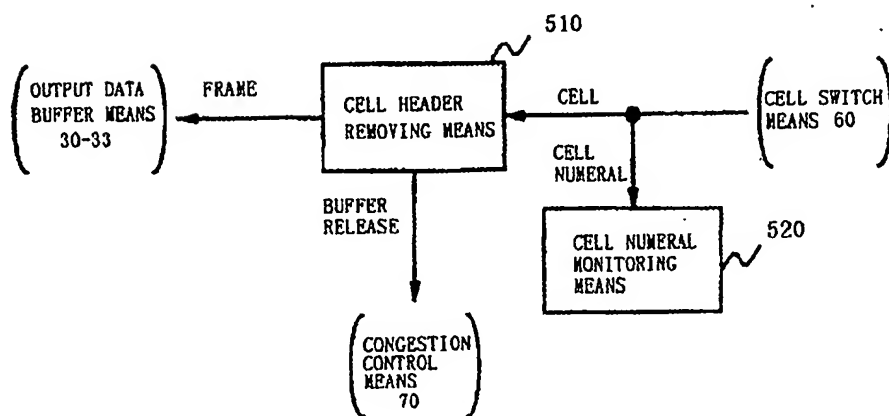 510
OUTPUT DATA
BUFFER MEANS
30-33
FRAME
CELL HEADER
REMOVING MEANS
CELL
CELL SWITCH
MEANS 60
CELL
NUMERAL
BUFFER
RELEASE
520
CELL NUMERAL
MONITORING
MEANS
CONGESTION
CONTROL
MEANS
70